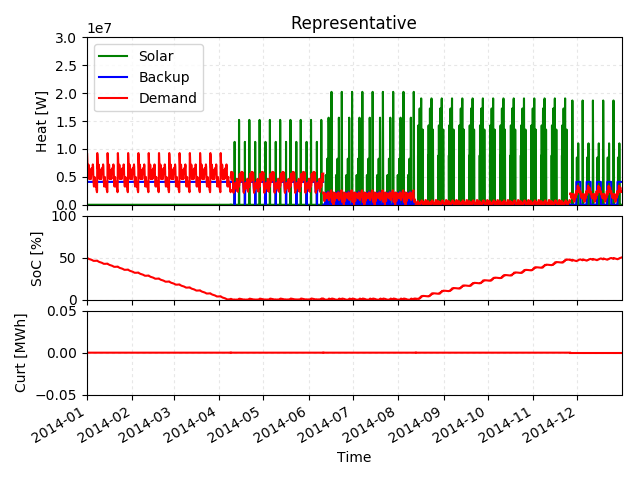 Representative
1e7
3.0
2.5
2.0
1.5
1.0
0.5
0.0
Heat [W]
Solar
Backup
Demand
100
50
0
SoC [%]
0.05
0.00
−0.05
Curt [MWh]
2014-01
2014-02
2014-03
2014-04
2014-05
2014-06
2014-07
2014-08
2014-09
2014-10
2014-11
2014-12
Time